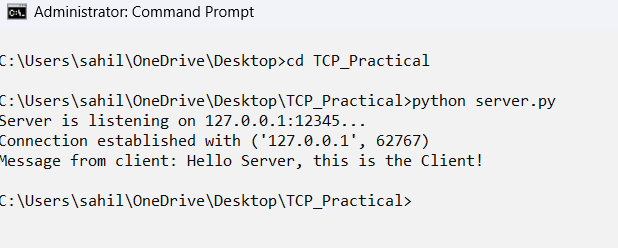 Administrator: Command Prompt
C:\Users\sahil\OneDrive\Desktop>cd TCP_Practical
C:\Users\sahil\OneDrive\Desktop\TCP_Practical>python server.py
Server is listening on 127.0.0.1:12345...
Connection established with ('127.0.0.1', 62767)
Message from client: Hello Server, this is the Client!
C:\Users\sahil\OneDrive\Desktop\TCP_Practical>